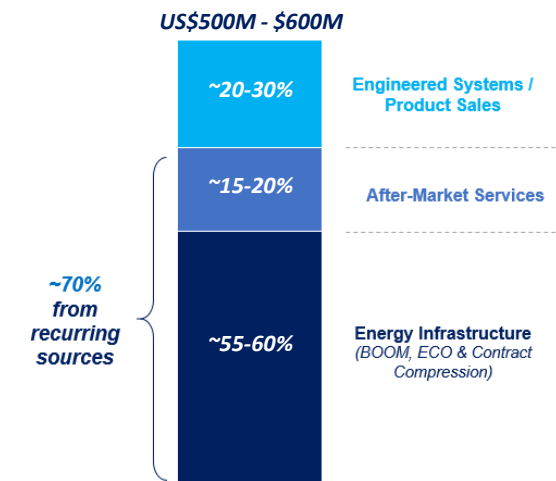 US$500M - $600M
~20-30%
Engineered Systems /
Product Sales
~15-20%
After-Market Services
~70%
from
recurring
sources
~55-60%
Energy Infrastructure
(BOOM, ECO & Contract
Compression)